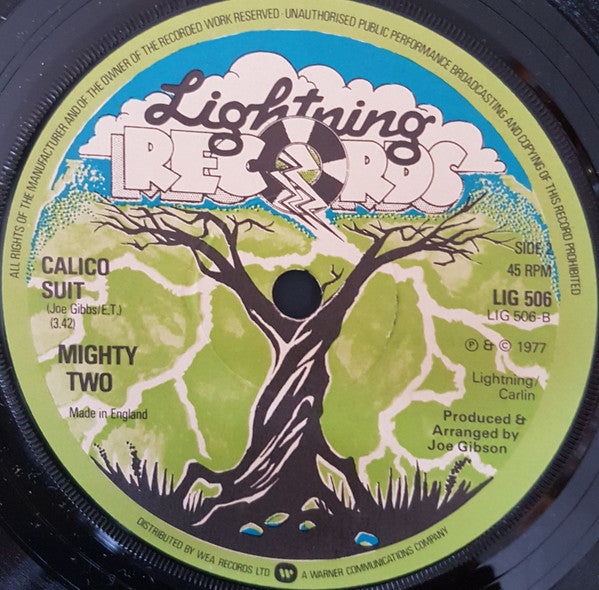 ALL RIGHTS OF THE MANUFACTURER AND OF THE OWNER OF THE RECORDED WORK RESERVED · UNAUTHORISED PUBLIC PERFORMANCE BROADCASTING AND COPYING OF THIS RECORD PROHIBITED
Lightning
RECORDS
CALICO
SUIT
(Joe Gibbs/E.T.)
(3.42)
MIGHTY
TWO
Made in England
SIDE 2
45 RPM
LIG 506
LIG 506-B
Ⓟ & © 1977
Lightning/
Carlin
Produced &
Arranged by
Joe Gibson
DISTRIBUTED BY WEA RECORDS LTD A WARNER COMMUNICATIONS COMPANY